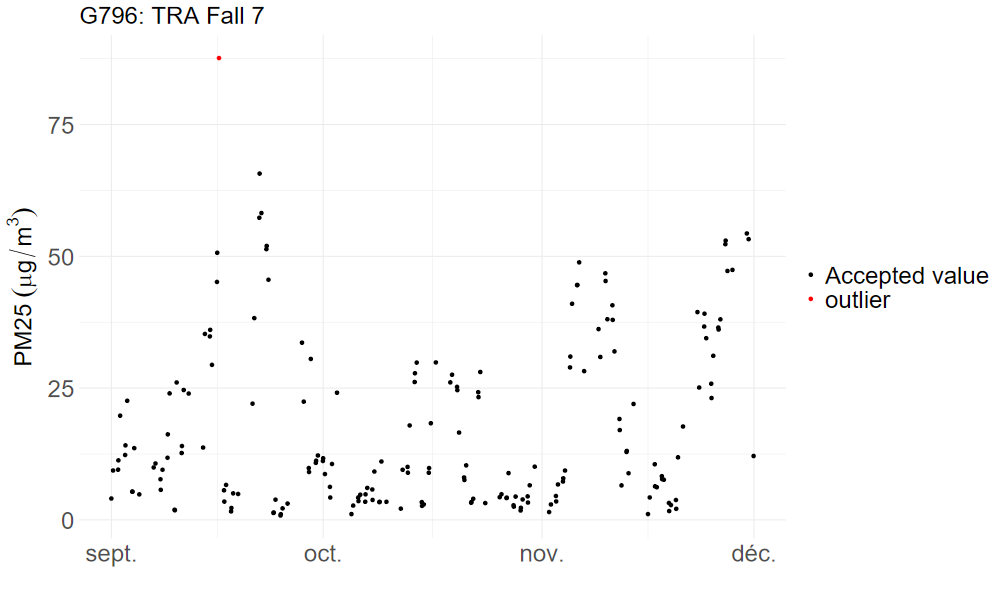 G796: TRA Fall 7
PM25 (μg/m³)
75
50
25
0
sept.
oct.
nov.
déc.
Accepted value
outlier